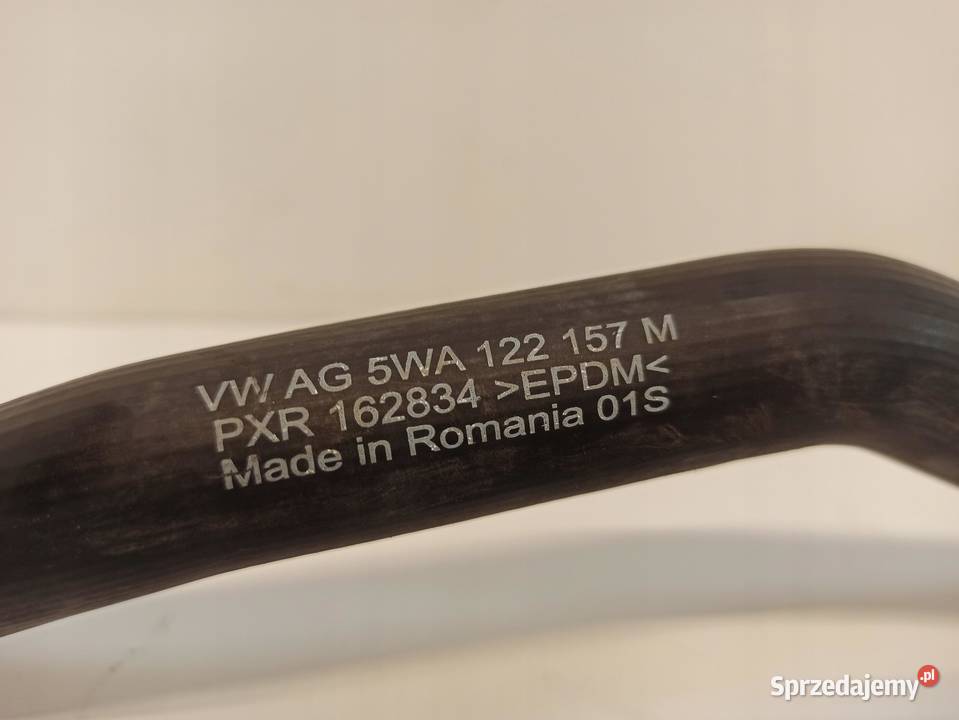 VW AG 5WA 122 157 M
PXR 162834 >EPDM<
Made in Romania 01S
Sprzedajemy.pl